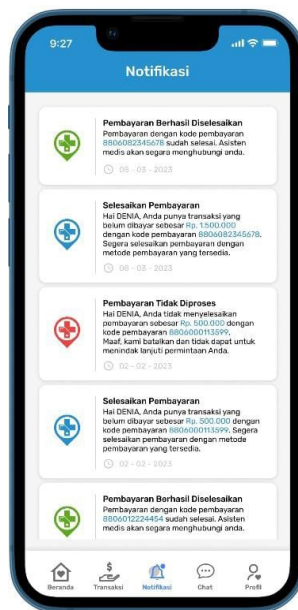 9:27
Notifikasi
Pembayaran Berhasil Diselesaikan
Pembayaran dengan kode pembayaran
8806082345678 sudah selesai. Asisten
medis akan segara menghubungi anda.
08 - 03 - 2023
Selesaikan Pembayaran
Hai DENIA, Anda punya transaksi yang
belum dibayar sebesar Rp. 1.500.000
dengan kode pembayaran 8806082345678.
Segera selesaikan pembayaran dengan
metode pembayaran yang tersedia.
08 - 03 - 2023
Pembayaran Tidak Diproses
Hai DENIA, Anda tidak menyelesaikan
pembayaran sebesar Rp. 500.000 dengan
kode pembayaran 8806000113599,
Maaf, kami batalkan dan tidak dapat untuk
menindak lanjuti permintaan Anda.
02 - 02 - 2023
Selesaikan Pembayaran
Hai DENIA, Anda punya transaksi yang
belum dibayar sebesar Rp. 500.000 dengan
kode pembayaran 8806000113599, Segera
selesaikan pembayaran dengan metode
pembayaran yang tersedia.
02 - 02 - 2023
Pembayaran Berhasil Diselesaikan
Pembayaran dengan kode pembayaran
8806012224454 sudah selesai. Asisten
medis akan segara menghubungi anda.
Beranda Transaksi Notifikasi Chat Profil